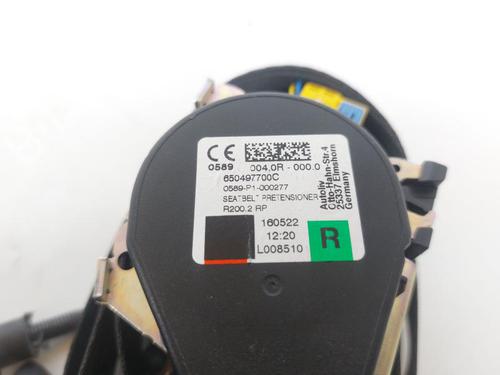 CE
0589 004.0R - 000.0
650497700C
0589-P1-000277
SEATBELT PRETENSIONER
R200.2 RP
160522
12:20
L008510
R
Autoliv
Otto-Hahn-Str.4
25337 Elmshorn
Germany